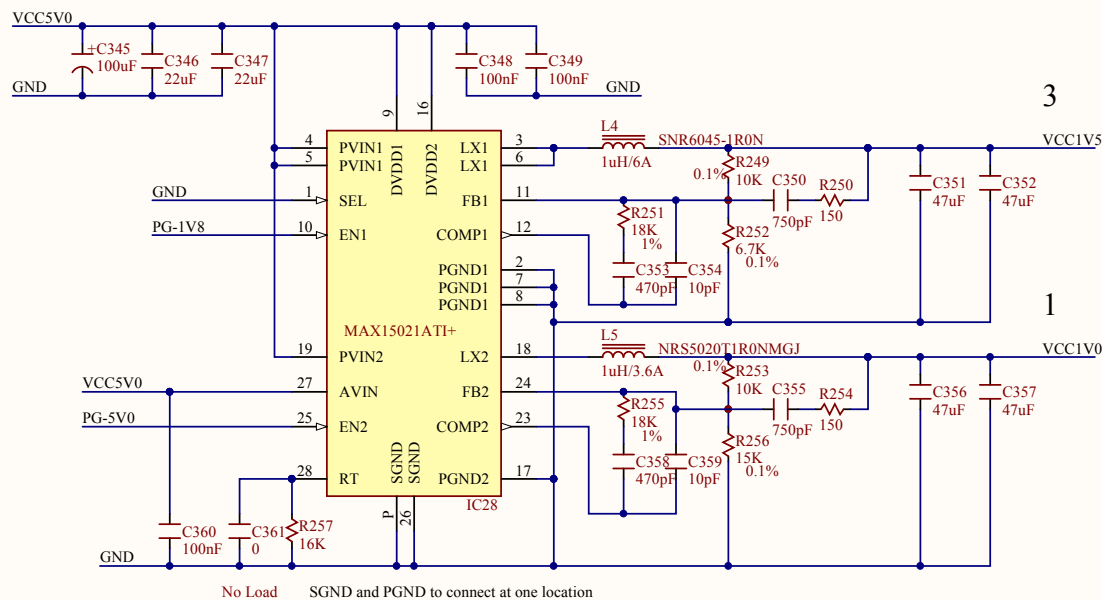 VCC5V0
+C345
100uF
C346
22uF
C347
22uF
C348
100nF
C349
100nF
GND
GND
9
16
DVDD1
DVDD2
3
L4
SNR6045-1R0N
1uH/6A
VCC1V5
4
PVIN1
LX1
3
5
PVIN1
LX1
6
0.1%
R249
10K
C350
750pF
R250
150
C351
47uF
C352
47uF
GND
1
SEL
FB1
11
R251
18K
1%
R252
6.7K
0.1%
PG-1V8
10
EN1
COMP1
12
C353
470pF
C354
10pF
PGND1
2
PGND1
7
PGND1
8
MAX15021ATI+
1
L5
NRS5020T1R0NMGJ
1uH/3.6A
VCC1V0
19
PVIN2
LX2
18
0.1%
R253
10K
C355
750pF
R254
150
C356
47uF
C357
47uF
VCC5V0
27
AVIN
FB2
24
R255
18K
1%
R256
15K
0.1%
PG-5V0
25
EN2
COMP2
23
C358
470pF
C359
10pF
28
RT
SGND
SGND
PGND2
17
IC28
P
26
C360
100nF
C361
0
R257
16K
GND
No Load
SGND and PGND to connect at one location